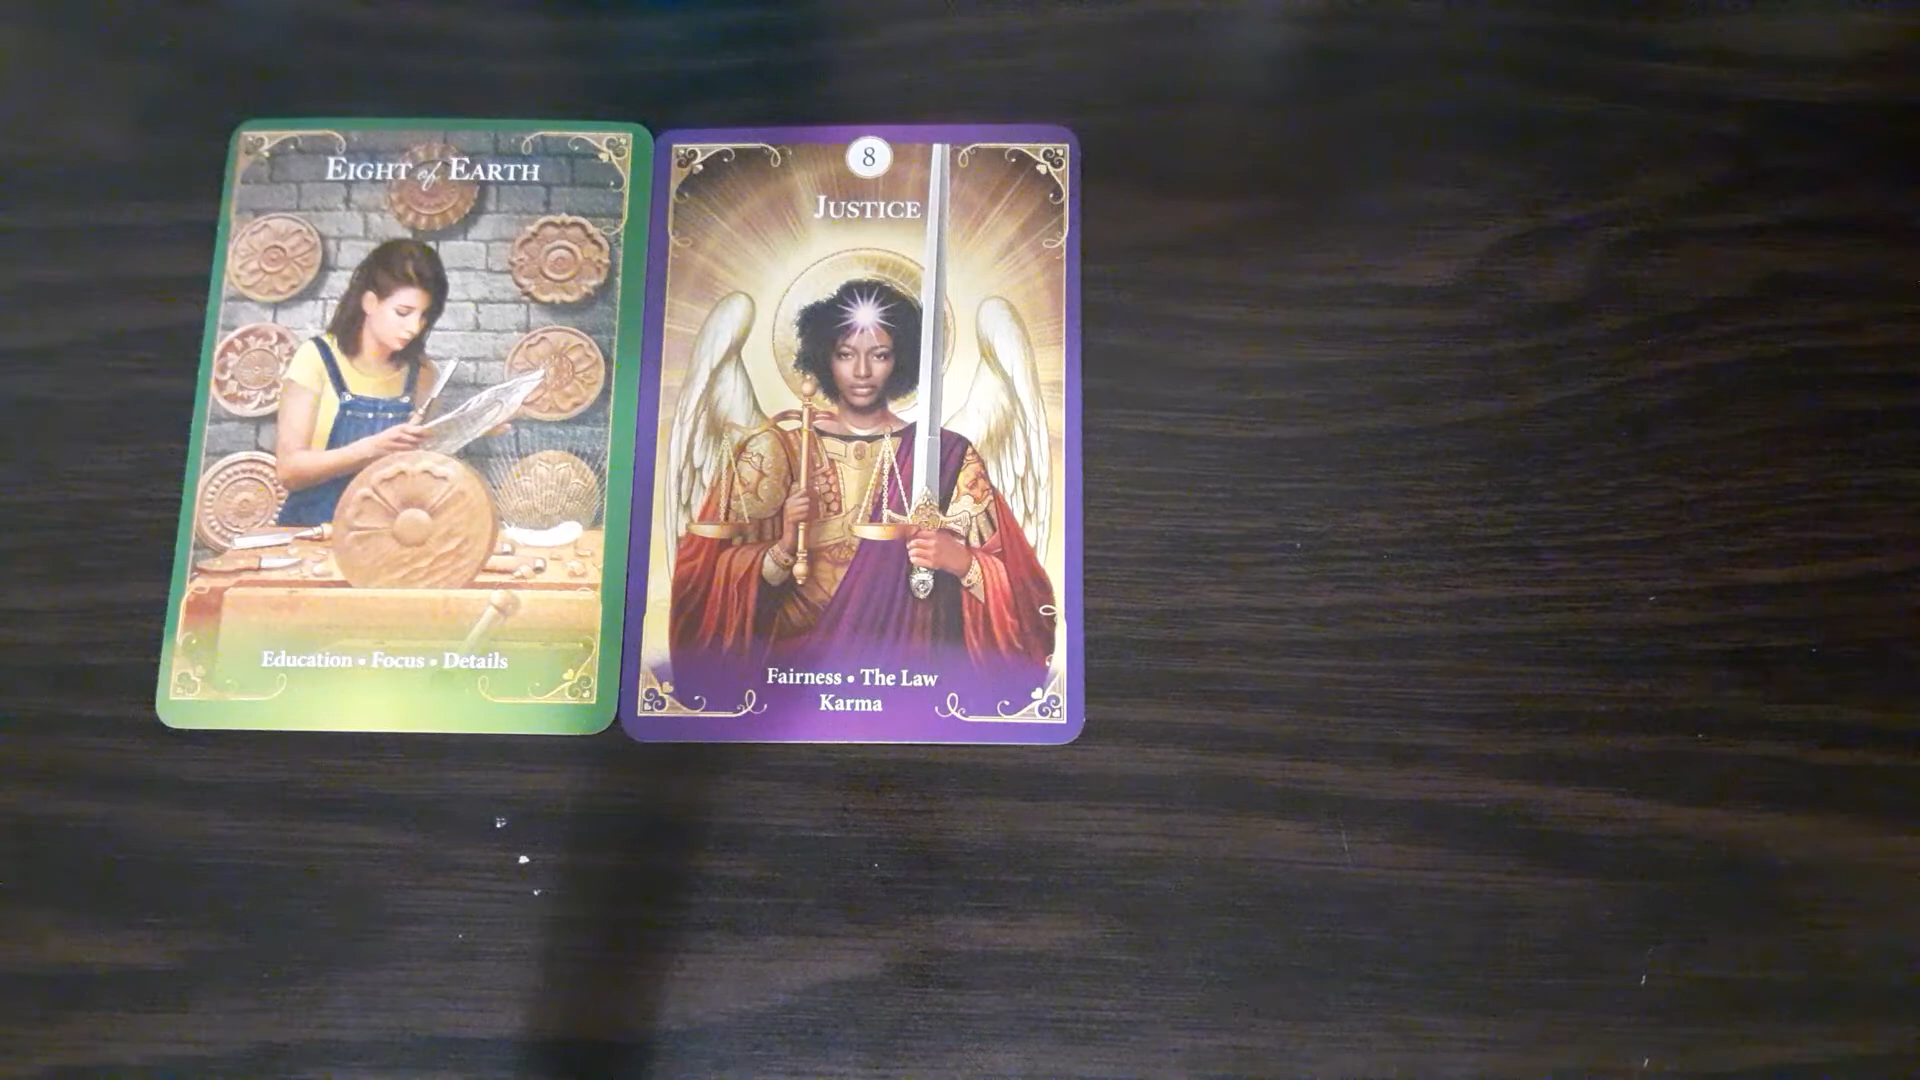 Eight of Earth
Education • Focus • Details
8
Justice
Fairness • The Law
Karma